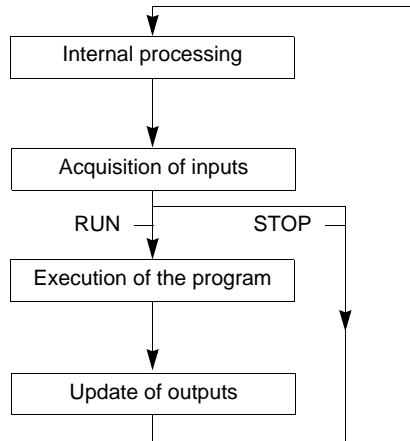 Internal processing
Acquisition of inputs
RUN
STOP
Execution of the program
Update of outputs